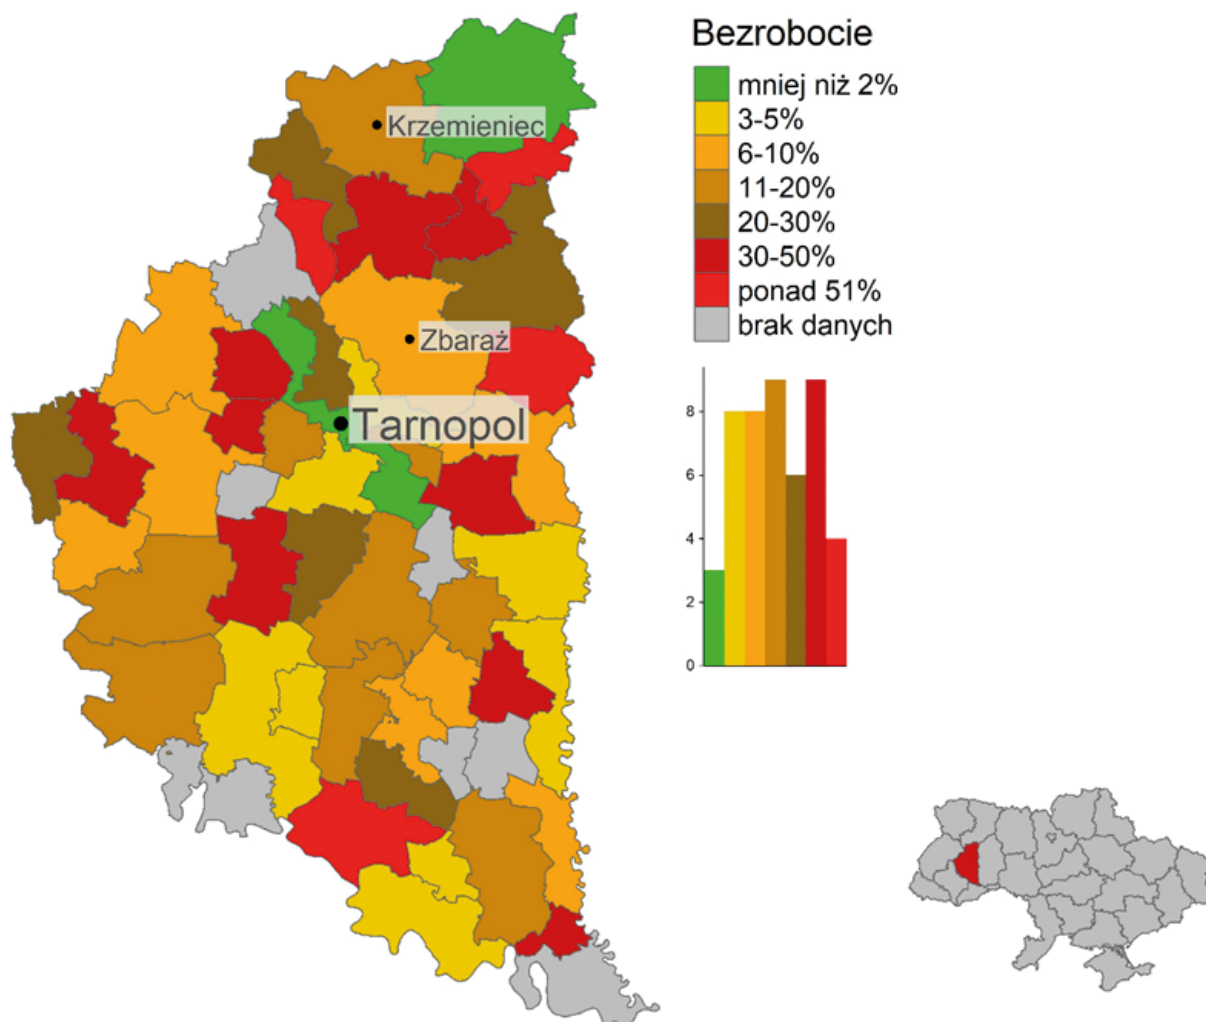 Bezrobocie
mniej niż 2%
3-5%
6-10%
11-20%
20-30%
30-50%
ponad 51%
brak danych
Krzemieniec
Zbaraż
Tarnopol
8
6
4
2
0